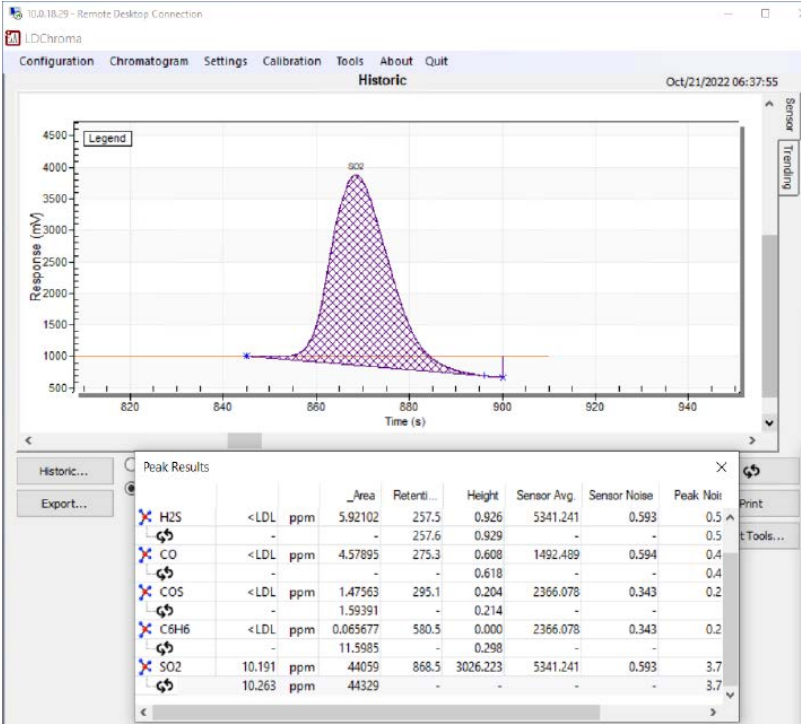 10.0.18.29 - Remote Desktop Connection
LDChroma
Configuration Chromatogram Settings Calibration Tools About Quit
Historic
Oct/21/2022 06:37:55
Sensor
Trending
Legend
SO2
Response (mV)
4500
4000
3500
3000
2500
2000
1500
1000
500
820 840 860 880 900 920 940
Time (s)
Historic...
Export...
Print
t Tools...
Peak Results
_Area Retenti... Height Sensor Avg. Sensor Noise Peak Nois
H2S <LDL ppm 5.92102 257.5 0.926 5341.241 0.593 0.5
- - 257.6 0.929 - - 0.5
CO <LDL ppm 4.57895 275.3 0.608 1492.489 0.594 0.4
- - - 0.618 - - 0.4
COS <LDL ppm 1.47563 295.1 0.204 2366.078 0.343 0.2
- 1.59391 - 0.214 - - 0.2
C6H6 <LDL ppm 0.065677 580.5 0.000 2366.078 0.343 0.2
- 11.5985 - 0.298 - - 0.2
SO2 10.191 ppm 44059 868.5 3026.223 5341.241 0.593 3.7
10.263 ppm 44329 - - - - 3.7